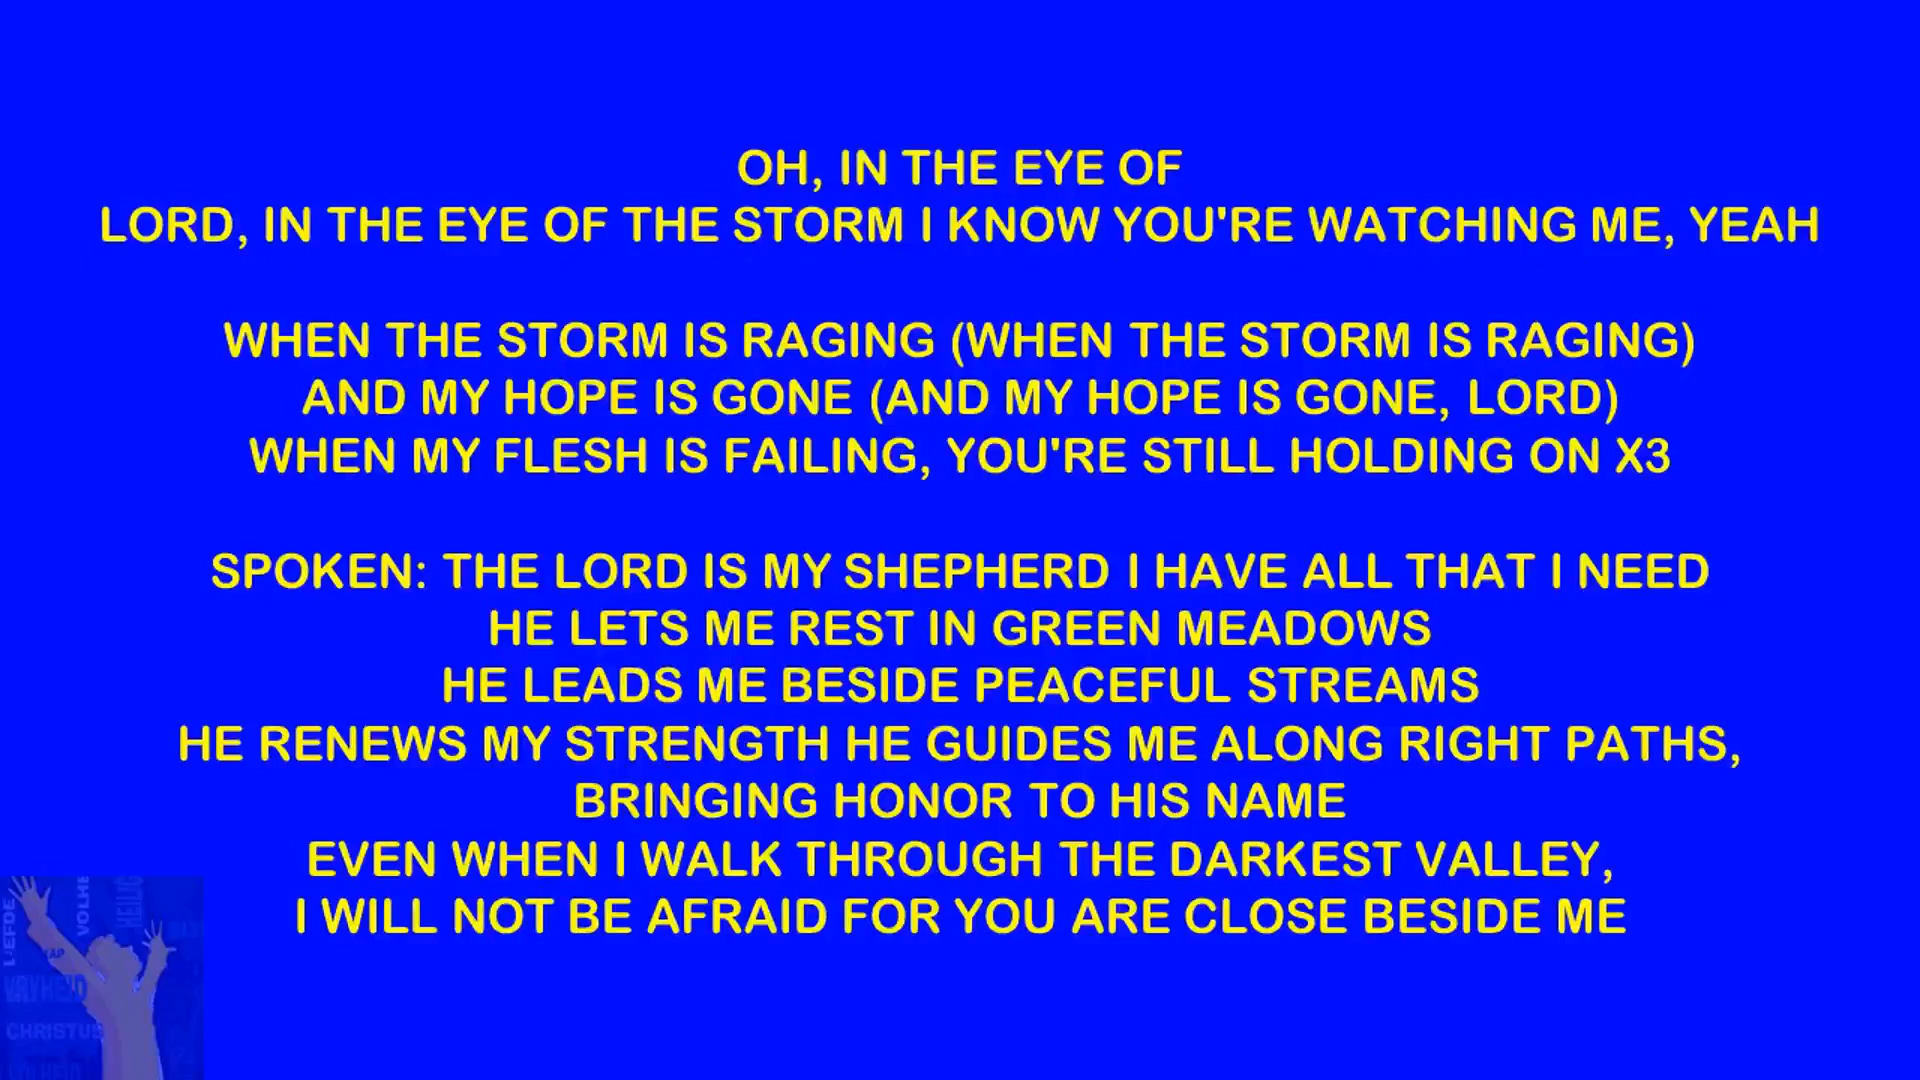 OH, IN THE EYE OF
LORD, IN THE EYE OF THE STORM I KNOW YOU'RE WATCHING ME, YEAH
WHEN THE STORM IS RAGING (WHEN THE STORM IS RAGING)
AND MY HOPE IS GONE (AND MY HOPE IS GONE, LORD)
WHEN MY FLESH IS FAILING, YOU'RE STILL HOLDING ON X3
SPOKEN: THE LORD IS MY SHEPHERD I HAVE ALL THAT I NEED
HE LETS ME REST IN GREEN MEADOWS
HE LEADS ME BESIDE PEACEFUL STREAMS
HE RENEWS MY STRENGTH HE GUIDES ME ALONG RIGHT PATHS,
BRINGING HONOR TO HIS NAME
EVEN WHEN I WALK THROUGH THE DARKEST VALLEY,
I WILL NOT BE AFRAID FOR YOU ARE CLOSE BESIDE ME
LIEFDE
VRYHEID
CHRISTUS